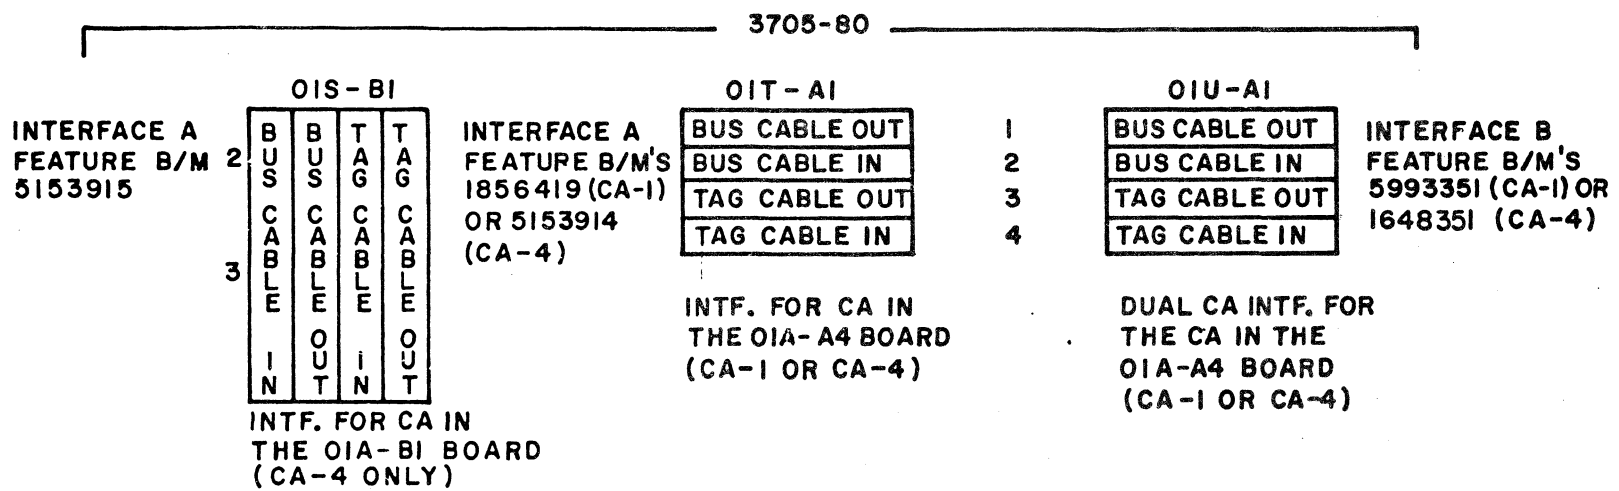 3705-80
01S-B1
INTERFACE A
FEATURE B/M
5153915
2
3
BUS CABLE IN
BUS CABLE OUT
TAG CABLE IN
TAG CABLE OUT
INTF. FOR CA IN
THE 01A-B1 BOARD
(CA-4 ONLY)
INTERFACE A
FEATURE B/M'S
1856419 (CA-1)
OR 5153914
(CA-4)
01T-A1
BUS CABLE OUT
BUS CABLE IN
TAG CABLE OUT
TAG CABLE IN
INTF. FOR CA IN
THE 01A-A4 BOARD
(CA-1 OR CA-4)
1
2
3
4
01U-A1
BUS CABLE OUT
BUS CABLE IN
TAG CABLE OUT
TAG CABLE IN
DUAL CA INTF. FOR
THE CA IN THE
01A-A4 BOARD
(CA-1 OR CA-4)
INTERFACE B
FEATURE B/M'S
5993351 (CA-1) OR
1648351 (CA-4)